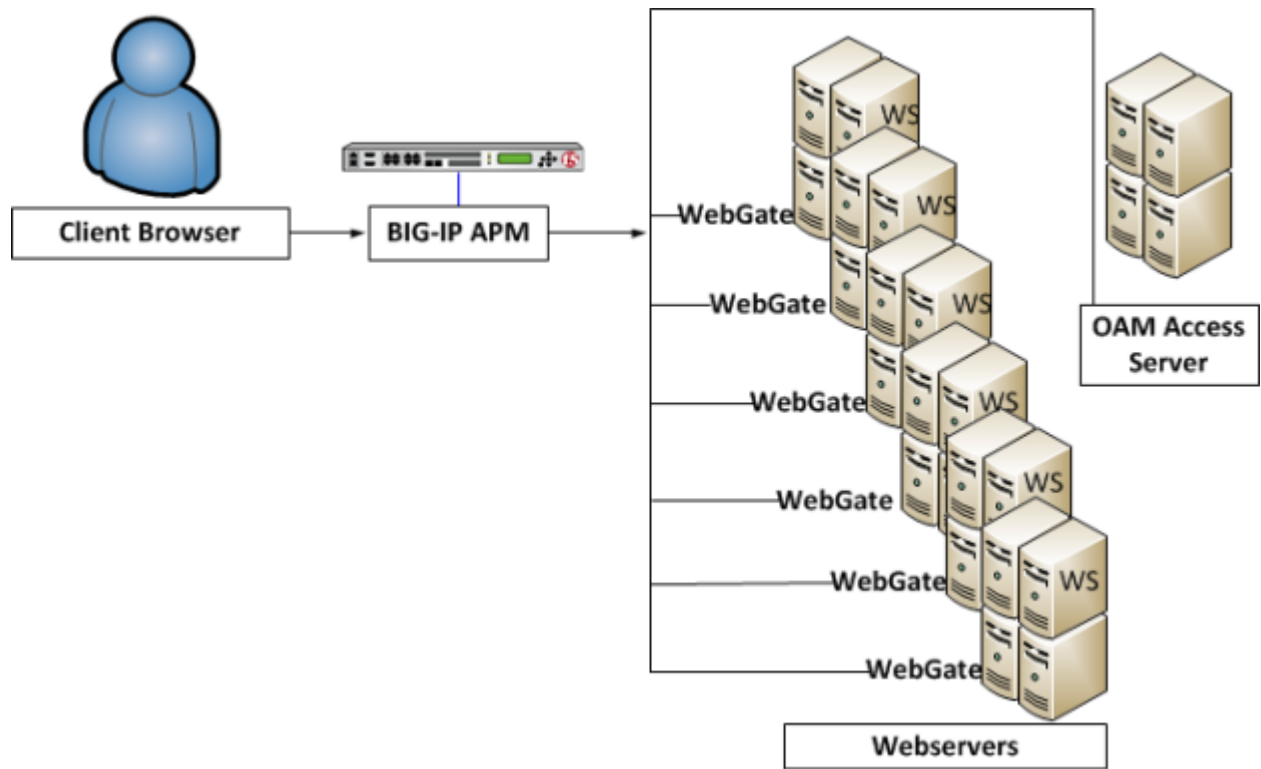 WS
WebGate
WS
Client Browser
BIG-IP APM
WebGate
WS
OAM Access
Server
WebGate
WS
WebGate
WS
WebGate
WS
WebGate
Webservers